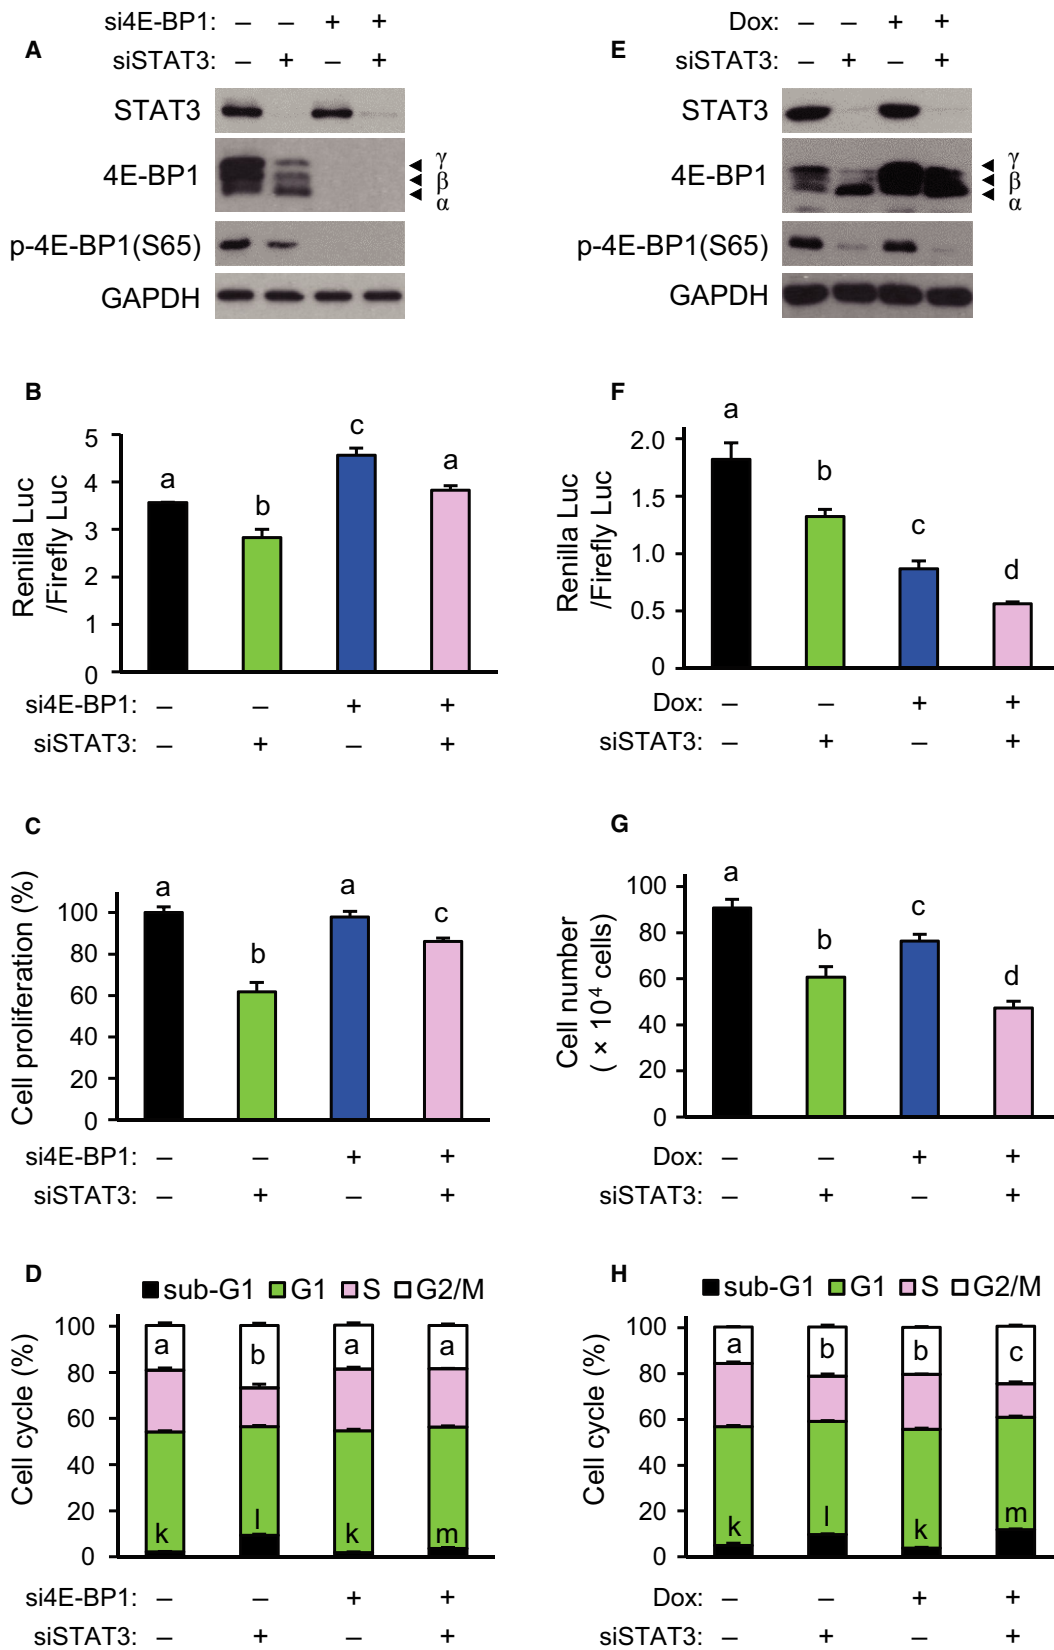 A
si4E-BP1: – – + +
siSTAT3: – + – +
STAT3
4E-BP1
γ
β
α
p-4E-BP1(S65)
GAPDH
B
Renilla Luc
/Firefly Luc
5
4
3
2
1
0
a
b
c
a
si4E-BP1: – – + +
siSTAT3: – + – +
C
Cell proliferation (%)
100
80
60
40
20
0
a
b
a
c
si4E-BP1: – – + +
siSTAT3: – + – +
D
sub-G1 G1 S G2/M
Cell cycle (%)
100
80
60
40
20
0
a b a a
k l k m
si4E-BP1: – – + +
siSTAT3: – + – +
E
Dox: – – + +
siSTAT3: – + – +
STAT3
4E-BP1
γ
β
α
p-4E-BP1(S65)
GAPDH
F
Renilla Luc
/Firefly Luc
2.0
1.5
1.0
0.5
0
a
b
c
d
Dox: – – + +
siSTAT3: – + – +
G
Cell number
( × 10⁴ cells)
100
80
60
40
20
0
a
b
c
d
Dox: – – + +
siSTAT3: – + – +
H
sub-G1 G1 S G2/M
Cell cycle (%)
100
80
60
40
20
0
a b b c
k l k m
Dox: – – + +
siSTAT3: – + – +